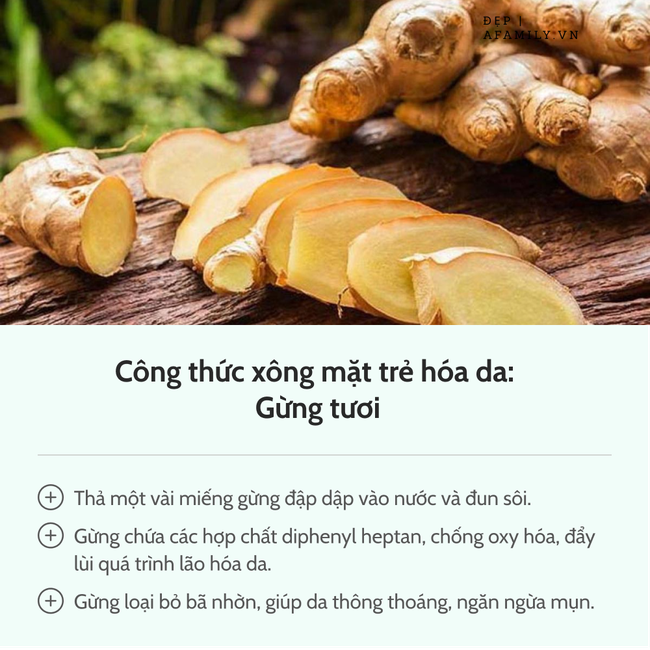 ĐẸP |
AFAMILY.VN
Công thức xông mặt trẻ hóa da:
Gừng tươi
Thả một vài miếng gừng đập dập vào nước và đun sôi.
Gừng chứa các hợp chất diphenyl heptan, chống oxy hóa, đẩy
lùi quá trình lão hóa da.
Gừng loại bỏ bã nhờn, giúp da thông thoáng, ngăn ngừa mụn.